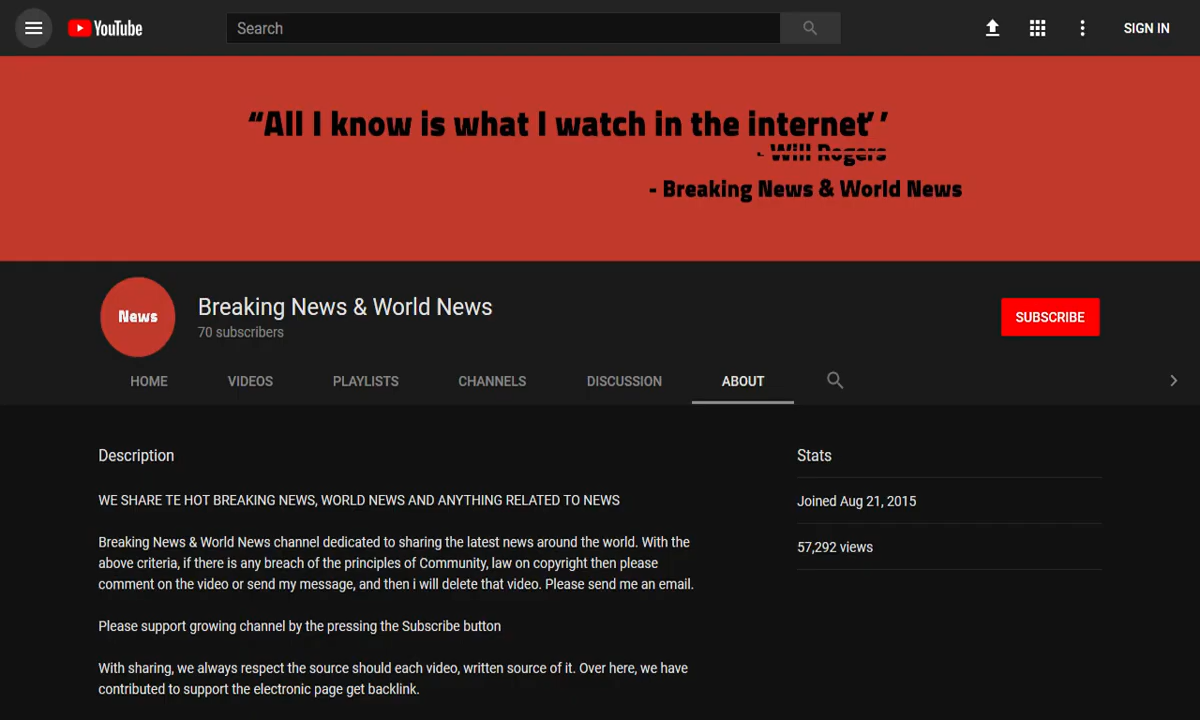 YouTube
Search
SIGN IN
“All I know is what I watch in the internet’’
- Will Rogers
- Breaking News & World News
News
Breaking News & World News
70 subscribers
SUBSCRIBE
HOME VIDEOS PLAYLISTS CHANNELS DISCUSSION ABOUT
Description
WE SHARE TE HOT BREAKING NEWS, WORLD NEWS AND ANYTHING RELATED TO NEWS
Breaking News & World News channel dedicated to sharing the latest news around the world. With the
above criteria, if there is any breach of the principles of Community, law on copyright then please
comment on the video or send my message, and then i will delete that video. Please send me an email.
Please support growing channel by the pressing the Subscribe button
With sharing, we always respect the source should each video, written source of it. Over here, we have
contributed to support the electronic page get backlink.
Stats
Joined Aug 21, 2015
57,292 views